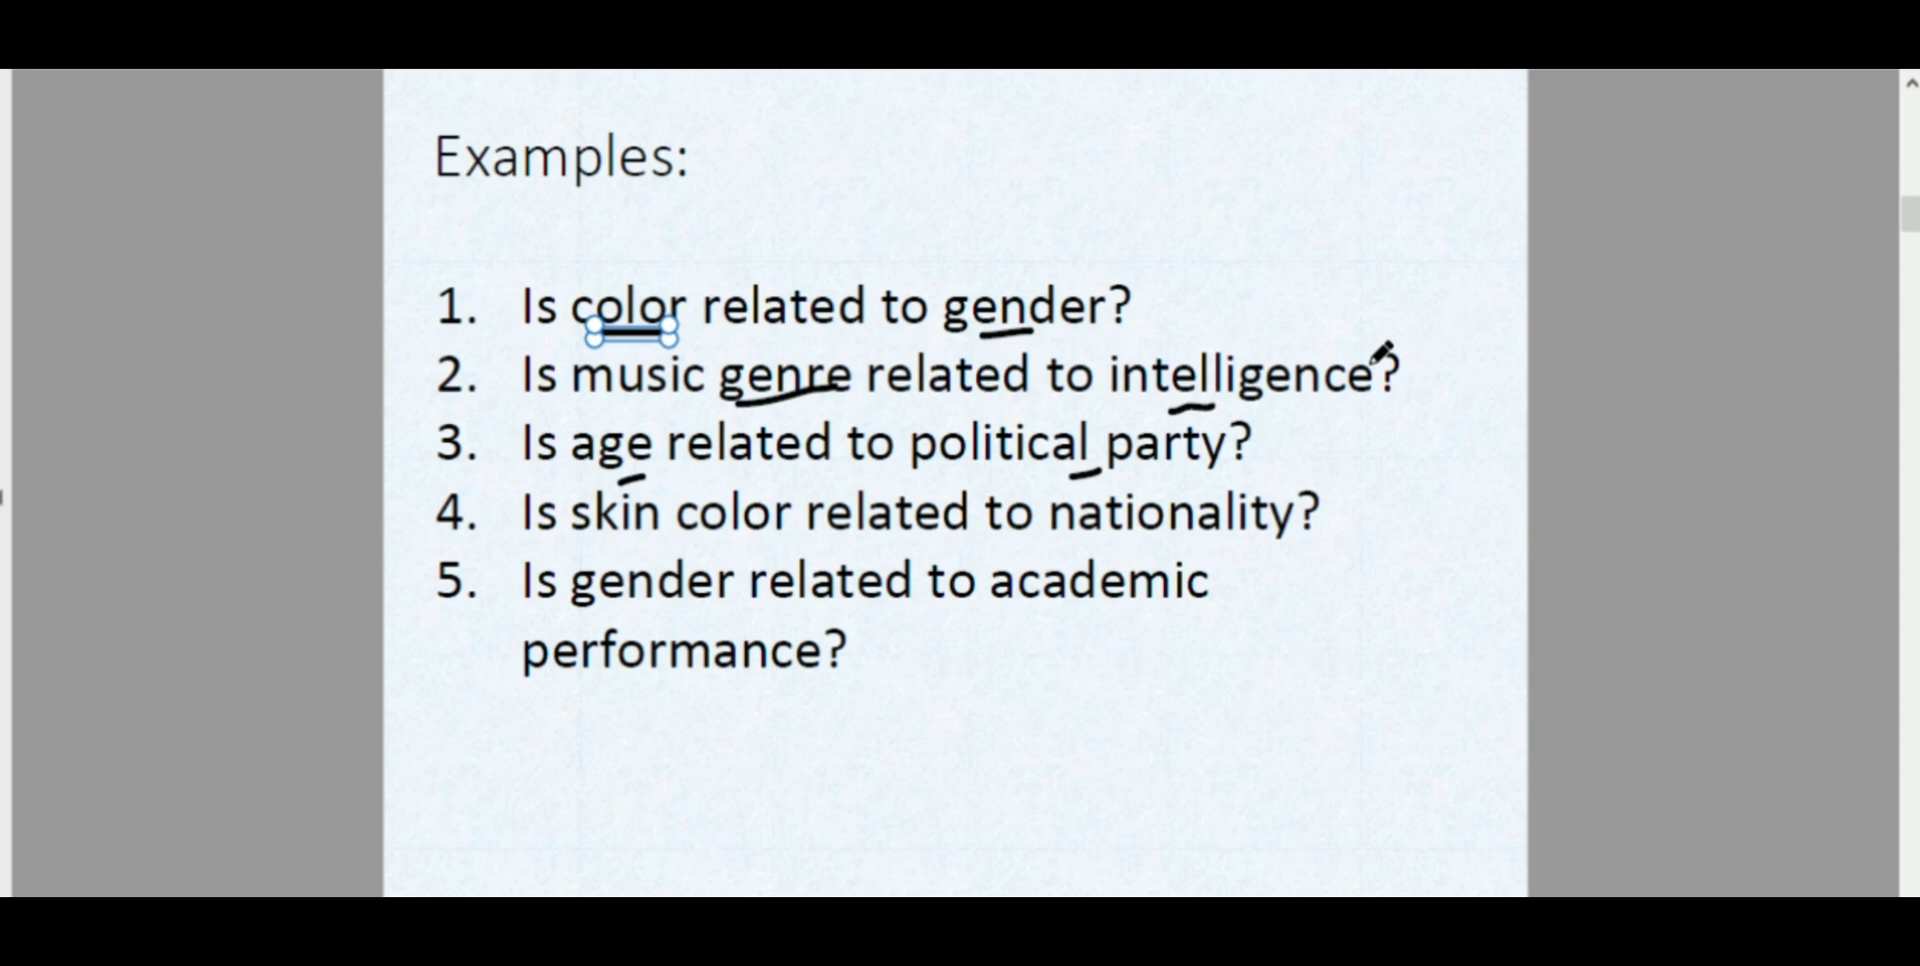 Examples:
1. Is color related to gender?
2. Is music genre related to intelligence?
3. Is age related to political party?
4. Is skin color related to nationality?
5. Is gender related to academic
performance?